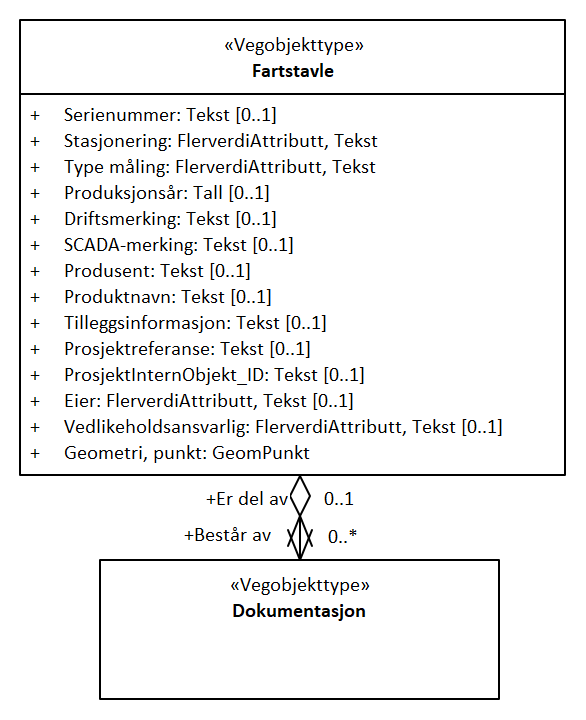 «Vegobjekttype»
Fartstavle
+ Serienummer: Tekst [0..1]
+ Stasjonering: FlerverdiAttributt, Tekst
+ Type måling: FlerverdiAttributt, Tekst
+ Produksjonsår: Tall [0..1]
+ Driftsmerking: Tekst [0..1]
+ SCADA-merking: Tekst [0..1]
+ Produsent: Tekst [0..1]
+ Produktnavn: Tekst [0..1]
+ Tilleggsinformasjon: Tekst [0..1]
+ Prosjektreferanse: Tekst [0..1]
+ ProsjektInternObjekt_ID: Tekst [0..1]
+ Eier: FlerverdiAttributt, Tekst [0..1]
+ Vedlikeholdsansvarlig: FlerverdiAttributt, Tekst [0..1]
+ Geometri, punkt: GeomPunkt
+Er del av 0..1
+Består av 0..*
«Vegobjekttype»
Dokumentasjon